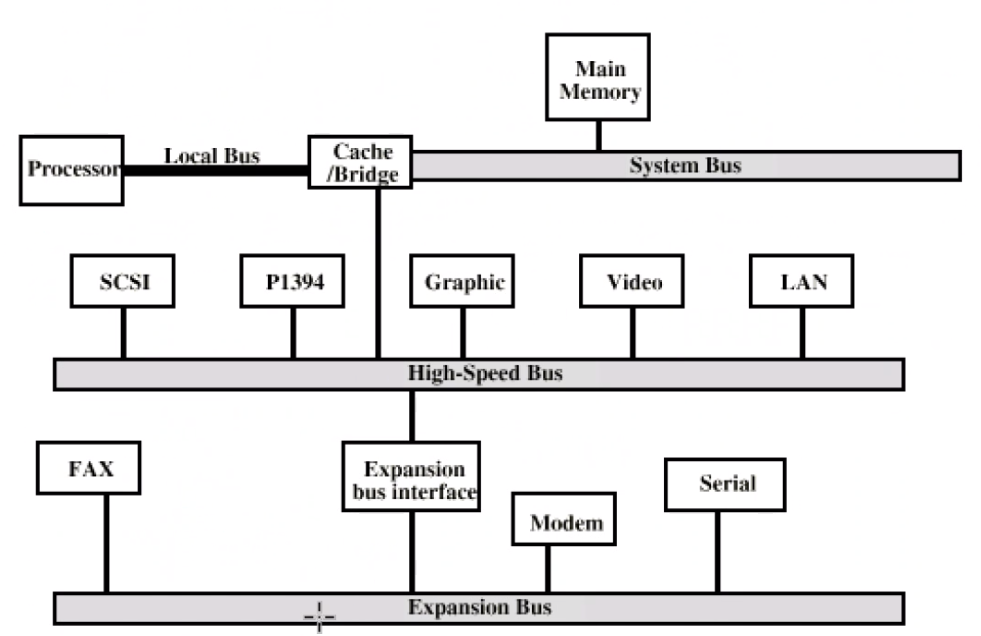 Main
Memory
Processor
Local Bus
Cache
/Bridge
System Bus
SCSI
P1394
Graphic
Video
LAN
High-Speed Bus
FAX
Expansion
bus interface
Modem
Serial
Expansion Bus